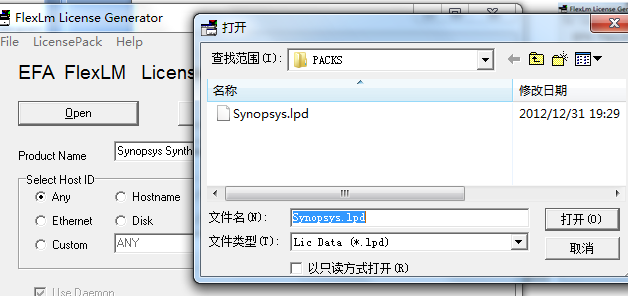 FlexLm License Generator
File LicensePack Help
EFA FlexLM Licens
Open
Product Name Synopsys Synth
Select Host ID
Any Hostname
Ethernet Disk
Custom ANY
Use Daemon
打开
查找范围(I): PACKS
名称 修改日期
Synopsys.lpd 2012/12/31 19:29
文件名(N): Synopsys.lpd 打开(O)
文件类型(T): Lic Data (*.lpd) 取消
以只读方式打开(R)